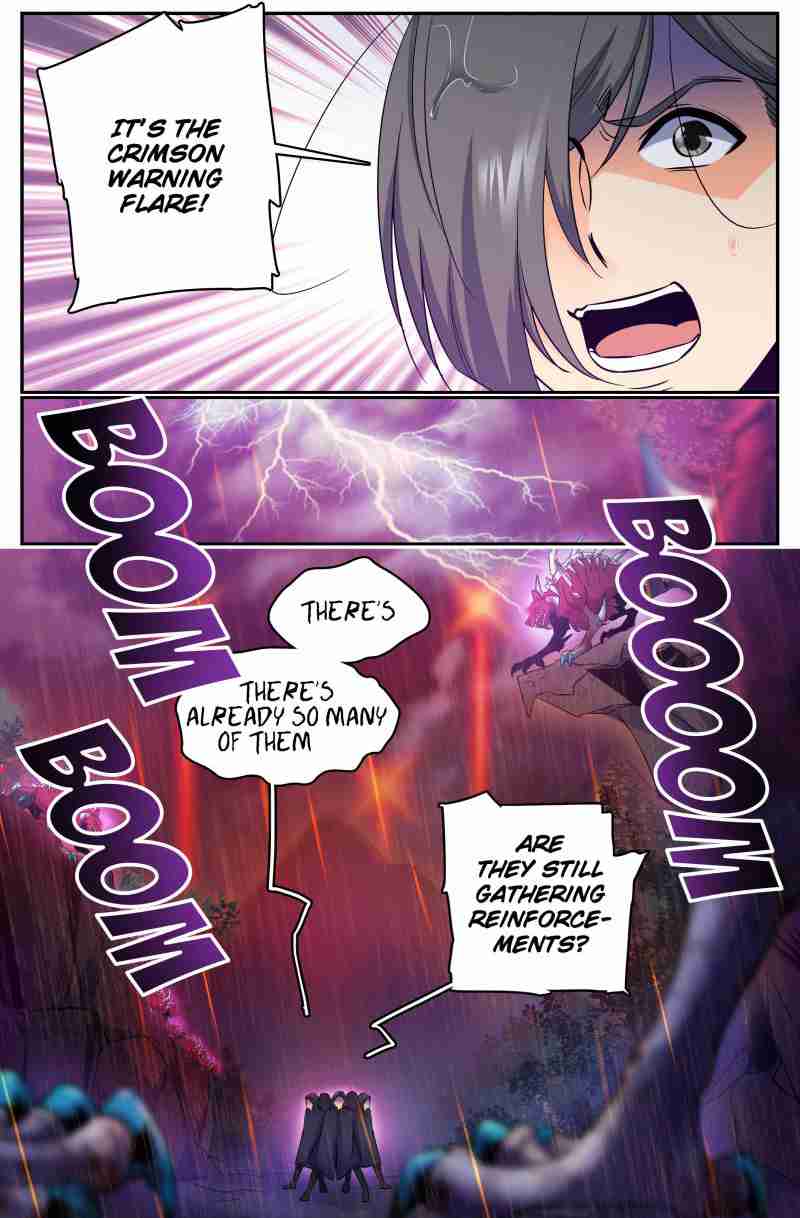 IT'S THE
CRIMSON
WARNING
FLARE!
BOOM
THERE'S
BOOOOM
THERE'S
ALREADY SO MANY
OF THEM
BOOM
ARE
THEY STILL
GATHERING
REINFORCE-
MENTS?